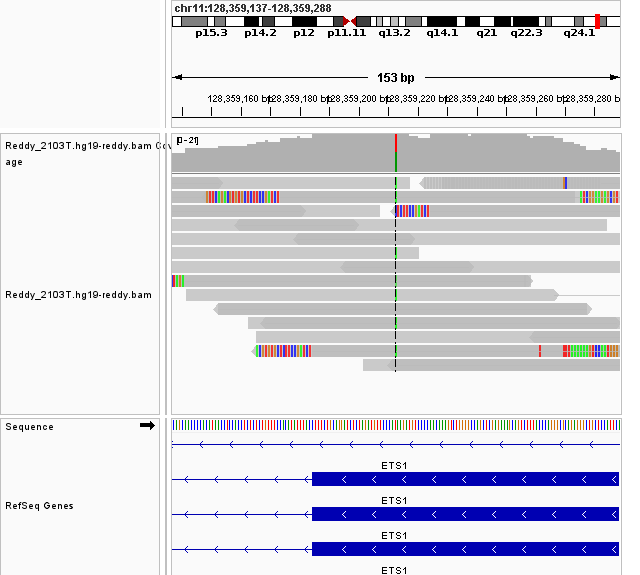 chr11:128,359,137-128,359,288
p15.3 p14.2 p12 p11.11 q13.2 q14.1 q21 q22.3 q24.1
153 bp
128,359,160 bp 128,359,180 bp 128,359,200 bp 128,359,220 bp 128,359,240 bp 128,359,260 bp 128,359,280 b
Reddy_2103T.hg19-reddy.bam Cov
age
[0-21]
Reddy_2103T.hg19-reddy.bam
Sequence
ETS1
ETS1
RefSeq Genes
ETS1
ETS1